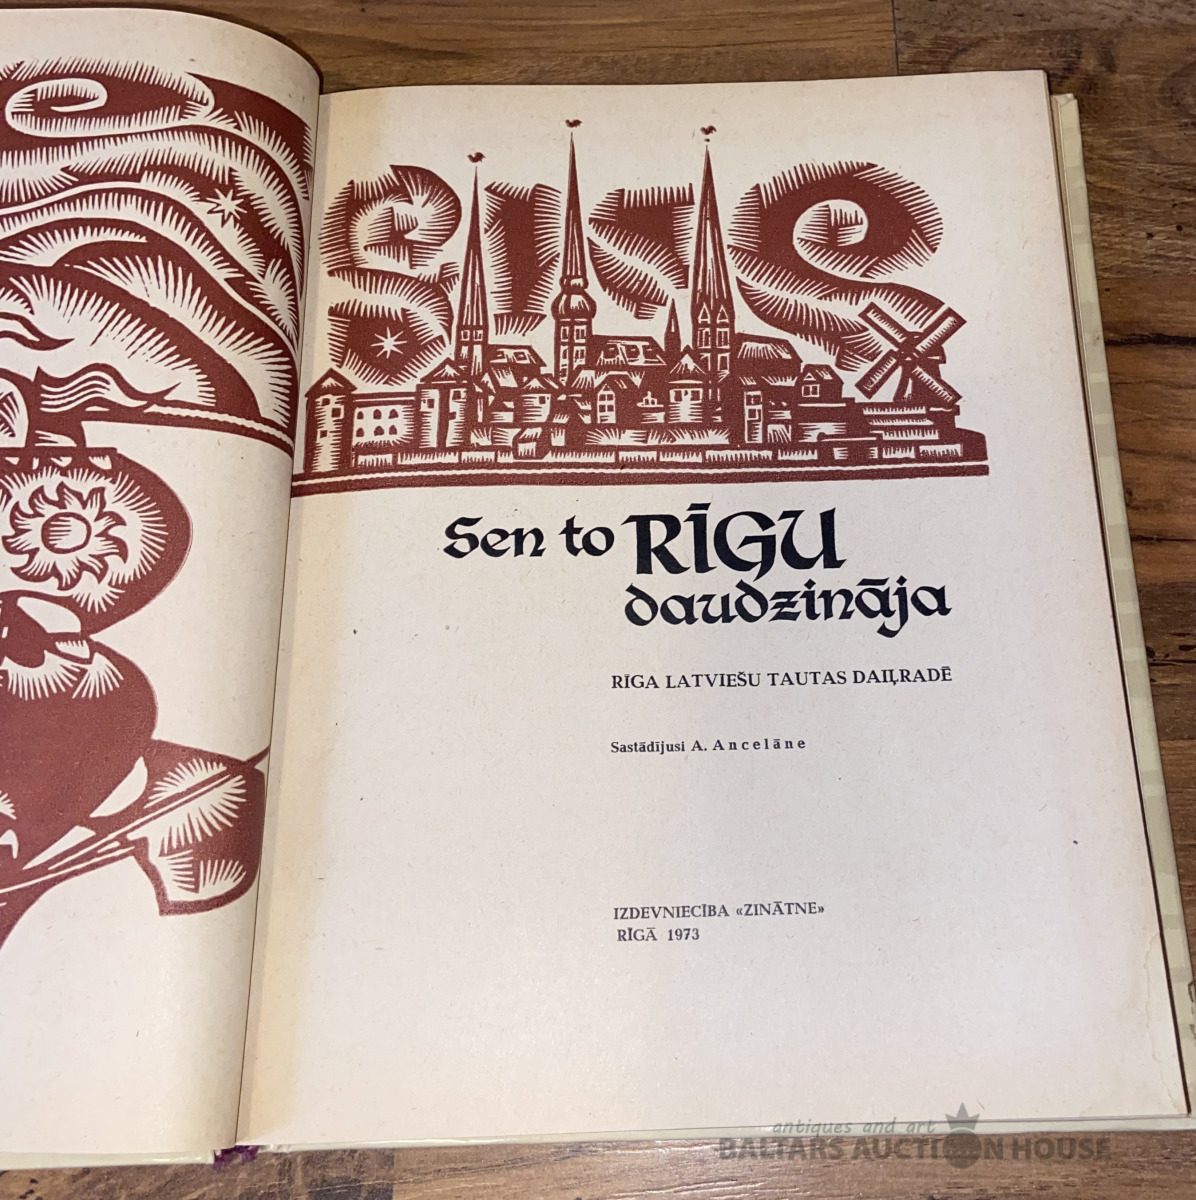 Sen to RĪGU
daudzināja
RĪGA LATVIEŠU TAUTAS DAIĻRADĒ
Sastādījusi A. Ancelāne
IZDEVNIECĪBA «ZINĀTNE»
RĪGĀ 1973
antiques and art
BALTARS AUCTION HOUSE